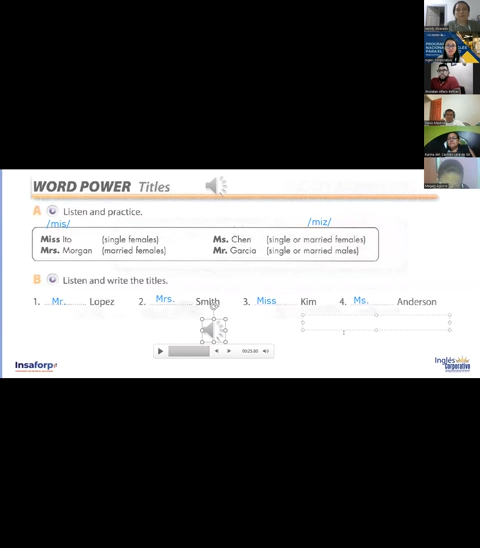 WORD POWER Titles
A Listen and practice.
/mis/ /miz/
Miss Ito (single females) Ms. Chen (single or married females)
Mrs. Morgan (married females) Mr. Garcia (single or married males)
B Listen and write the titles.
1. Mr. Lopez 2. Mrs. Smith 3. Miss Kim 4. Ms. Anderson
00:25.80
Insaforp
Inglés
Corporativo